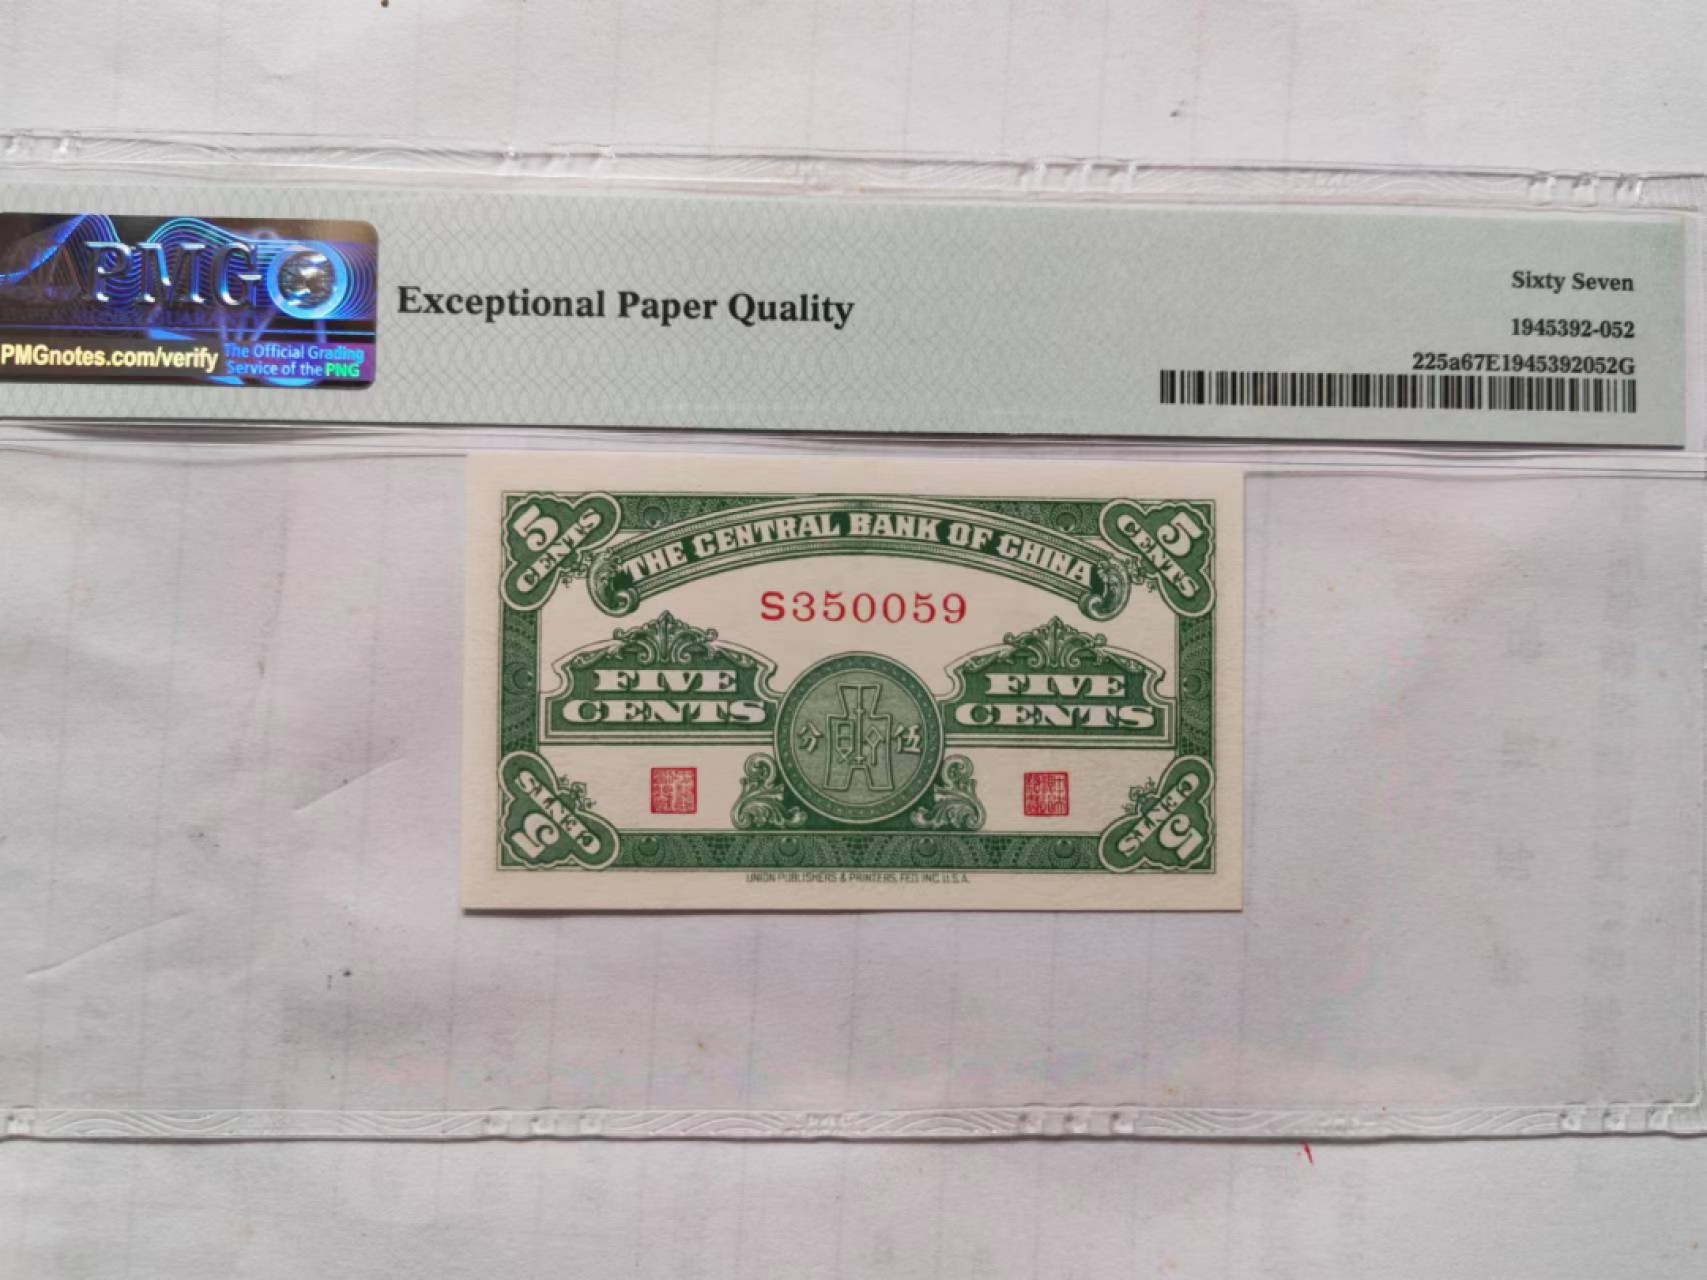 PMG
PMGnotes.com/verify
The Official Grading
Service of the PNG
Exceptional Paper Quality
Sixty Seven
1945392-052
225a67E1945392052G
5
CENTS
THE CENTRAL BANK OF CHINA
5
CENTS
S350059
FIVE
CENTS
分
伍
FIVE
CENTS
5
CENTS
5
CENTS
UNION PUBLISHERS & PRINTERS, FED. INC. U.S.A.